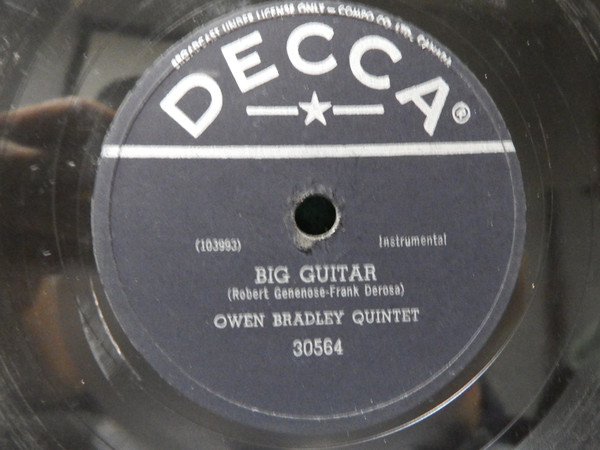 BROADCAST UNDER LICENSE ONLY = COMPO CO. LTD., CANADA
DECCA®
(103993) Instrumental
BIG GUITAR
(Robert Genenose-Frank Derosa)
OWEN BRADLEY QUINTET
30564